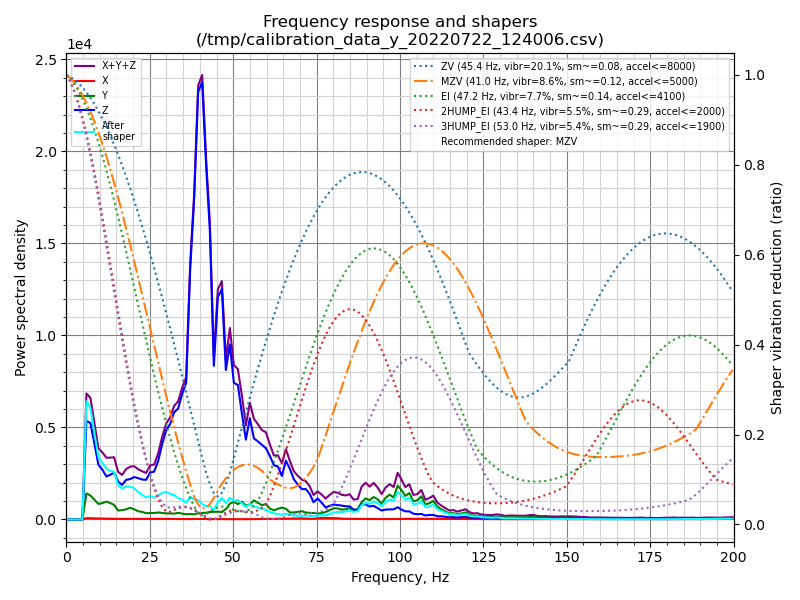 Frequency response and shapers
(/tmp/calibration_data_y_20220722_124006.csv)
1e4
X+Y+Z
X
Y
Z
After
shaper
ZV (45.4 Hz, vibr=20.1%, sm~=0.08, accel<=8000)
MZV (41.0 Hz, vibr=8.6%, sm~=0.12, accel<=5000)
EI (47.2 Hz, vibr=7.7%, sm~=0.14, accel<=4100)
2HUMP_EI (43.4 Hz, vibr=5.5%, sm~=0.29, accel<=2000)
3HUMP_EI (53.0 Hz, vibr=5.4%, sm~=0.29, accel<=1900)
Recommended shaper: MZV
Power spectral density
2.5
2.0
1.5
1.0
0.5
0.0
1.0
0.8
0.6
0.4
0.2
0.0
Shaper vibration reduction (ratio)
0 25 50 75 100 125 150 175 200
Frequency, Hz